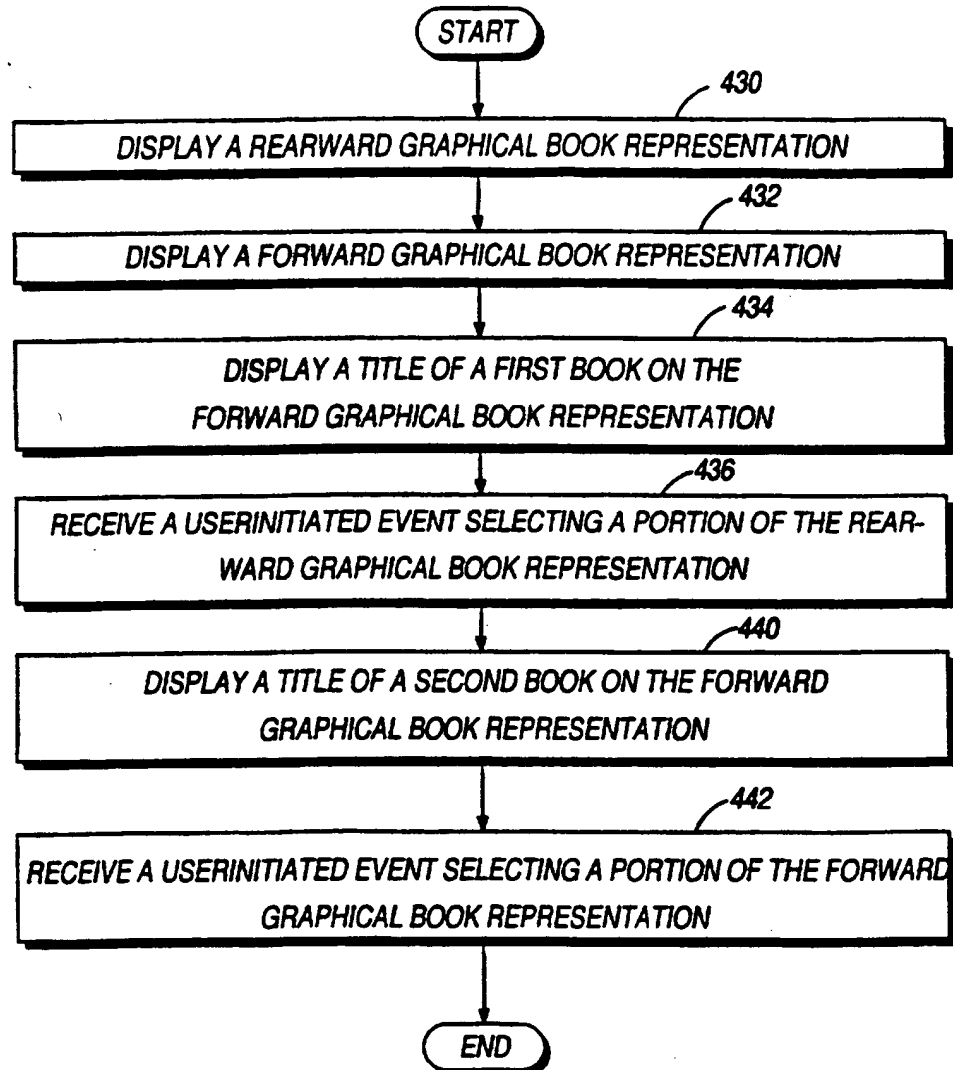 START
430
DISPLAY A REARWARD GRAPHICAL BOOK REPRESENTATION
432
DISPLAY A FORWARD GRAPHICAL BOOK REPRESENTATION
434
DISPLAY A TITLE OF A FIRST BOOK ON THE
FORWARD GRAPHICAL BOOK REPRESENTATION
436
RECEIVE A USERINITIATED EVENT SELECTING A PORTION OF THE REAR-
WARD GRAPHICAL BOOK REPRESENTATION
440
DISPLAY A TITLE OF A SECOND BOOK ON THE FORWARD
GRAPHICAL BOOK REPRESENTATION
442
RECEIVE A USERINITIATED EVENT SELECTING A PORTION OF THE FORWARD
GRAPHICAL BOOK REPRESENTATION
END